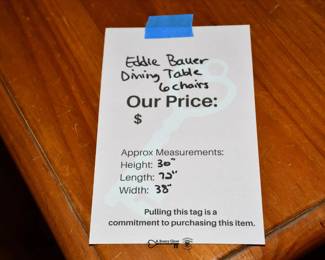 Eddie Bauer
Dining Table
6 chairs
Our Price:
$
Approx Measurements:
Height: 30"
Length: 72"
Width: 38"
Pulling this tag is a
commitment to purchasing this item.